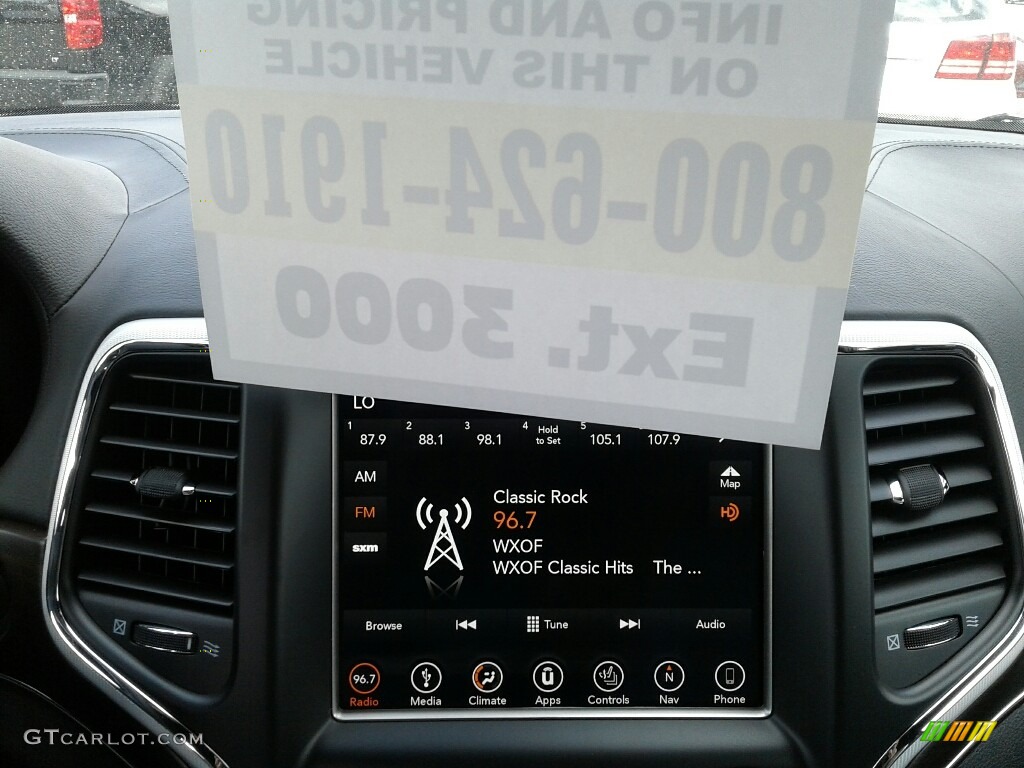 INFO AND PRICING
ON THIS VEHICLE
800-624-1910
Ext. 3000
LO
1 87.9 2 88.1 3 98.1 4 Hold to Set 5 105.1 107.9
AM
Map
FM
HD
sxm
Classic Rock
96.7
WXOF
WXOF Classic Hits The ...
Browse Tune Audio
96.7 N
Radio Media Climate Apps Controls Nav Phone
GTCARLOT.COM